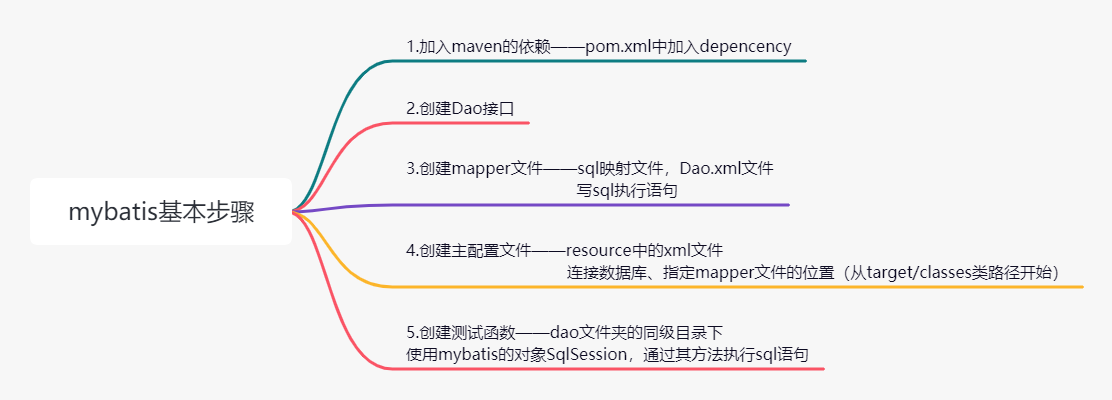 mybatis基本步骤
1.加入maven的依赖——pom.xml中加入depencency
2.创建Dao接口
3.创建mapper文件——sql映射文件，Dao.xml文件
写sql执行语句
4.创建主配置文件——resource中的xml文件
连接数据库、指定mapper文件的位置（从target/classes类路径开始）
5.创建测试函数——dao文件夹的同级目录下
使用mybatis的对象SqlSession，通过其方法执行sql语句